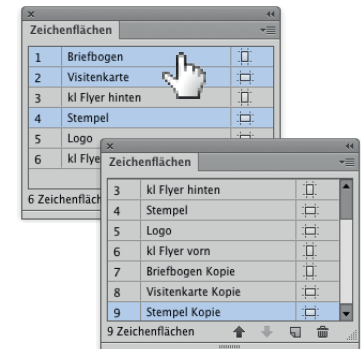 Zeichenflächen
1 Briefbogen
2 Visitenkarte
3 kl Flyer hinten
4 Stempel
5 Logo
6 kl Flye
6 Zeichenfläch
Zeichenflächen
3 kl Flyer hinten
4 Stempel
5 Logo
6 kl Flyer vorn
7 Briefbogen Kopie
8 Visitenkarte Kopie
9 Stempel Kopie
9 Zeichenflächen